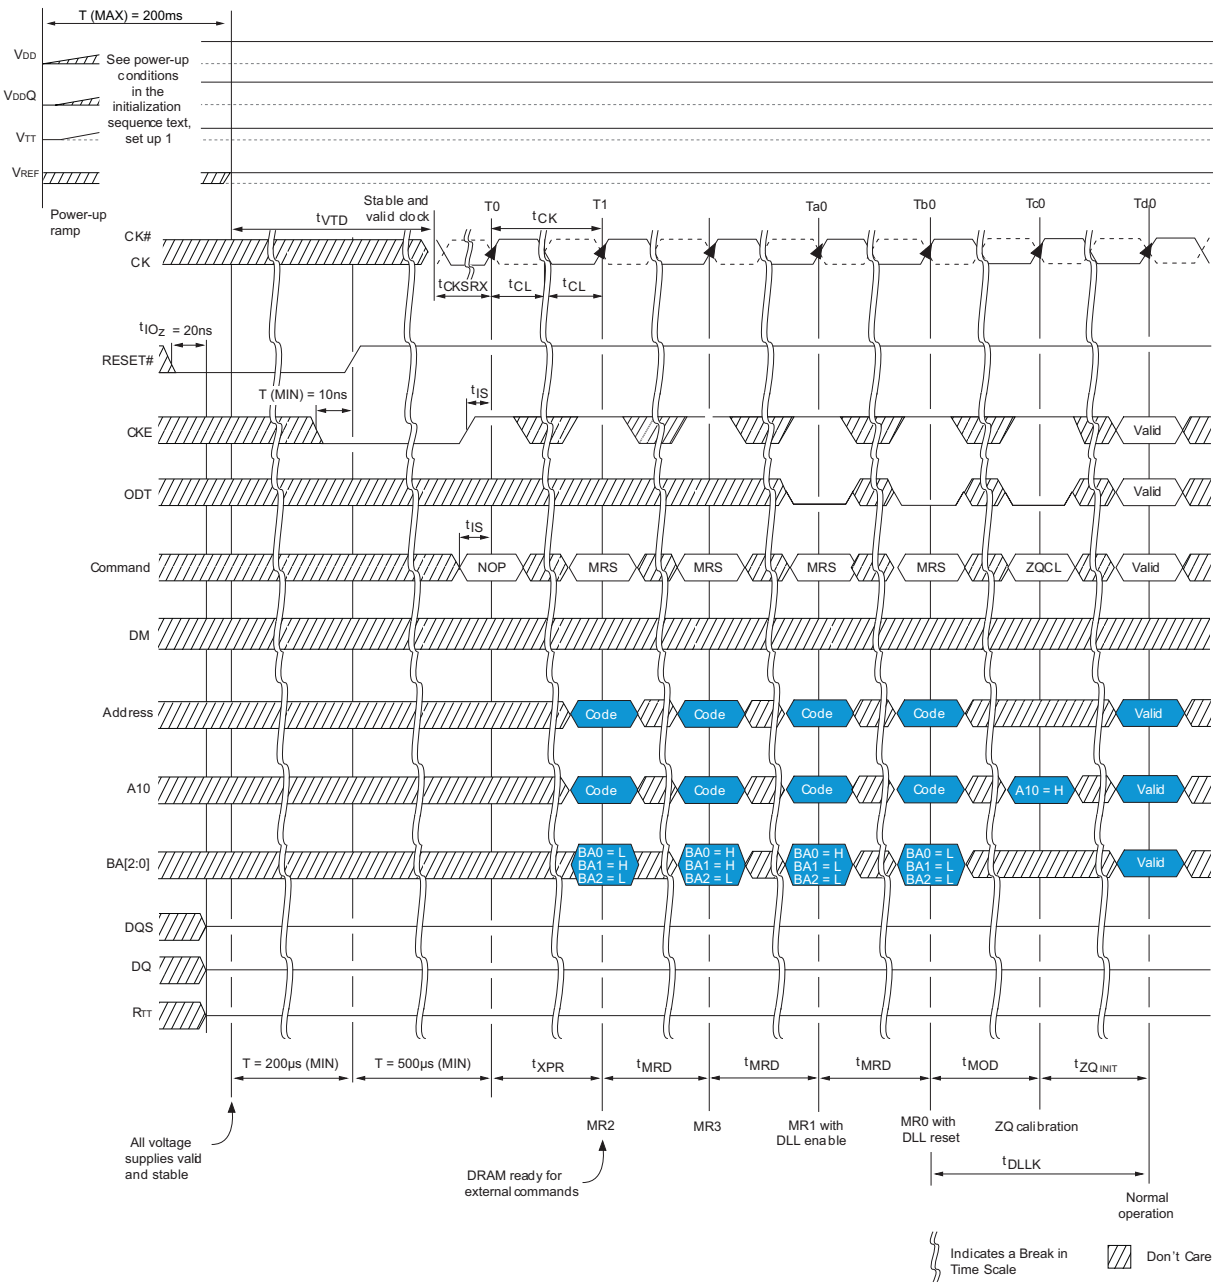 T (MAX) = 200ms
VDD
See power-up
conditions
in the
initialization
sequence text,
set up 1
VDDQ
VTT
VREF
Power-up
ramp
tVTD
Stable and
valid clock
T0
tCK
T1
Ta0
Tb0
Tc0
Td0
CK#
CK
tCKSRX
tCL
tCL
tIOz = 20ns
RESET#
T (MIN) = 10ns
tIS
CKE
Valid
ODT
Valid
tIS
Command
NOP
MRS
MRS
MRS
MRS
ZQCL
Valid
DM
Address
Code
Code
Code
Code
Valid
A10
Code
Code
Code
Code
A10 = H
Valid
BA[2:0]
BA0 = L
BA1 = H
BA2 = L
BA0 = H
BA1 = H
BA2 = L
BA0 = H
BA1 = L
BA2 = L
BA0 = L
BA1 = L
BA2 = L
Valid
DQS
DQ
RTT
T = 200µs (MIN)
T = 500µs (MIN)
tXPR
tMRD
tMRD
tMRD
tMOD
tZQINIT
All voltage
supplies valid
and stable
MR2
DRAM ready for
external commands
MR3
MR1 with
DLL enable
MR0 with
DLL reset
ZQ calibration
tDLLK
Normal
operation
Indicates a Break in
Time Scale
Don't Care